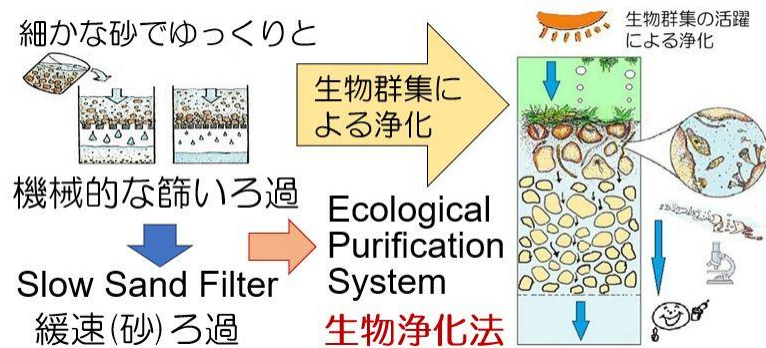 細かな砂でゆっくりと
機械的な篩いろ過
Slow Sand Filter
緩速(砂)ろ過
生物群集に
よる浄化
Ecological
Purification
System
生物浄化法
生物群集の活躍
による浄化